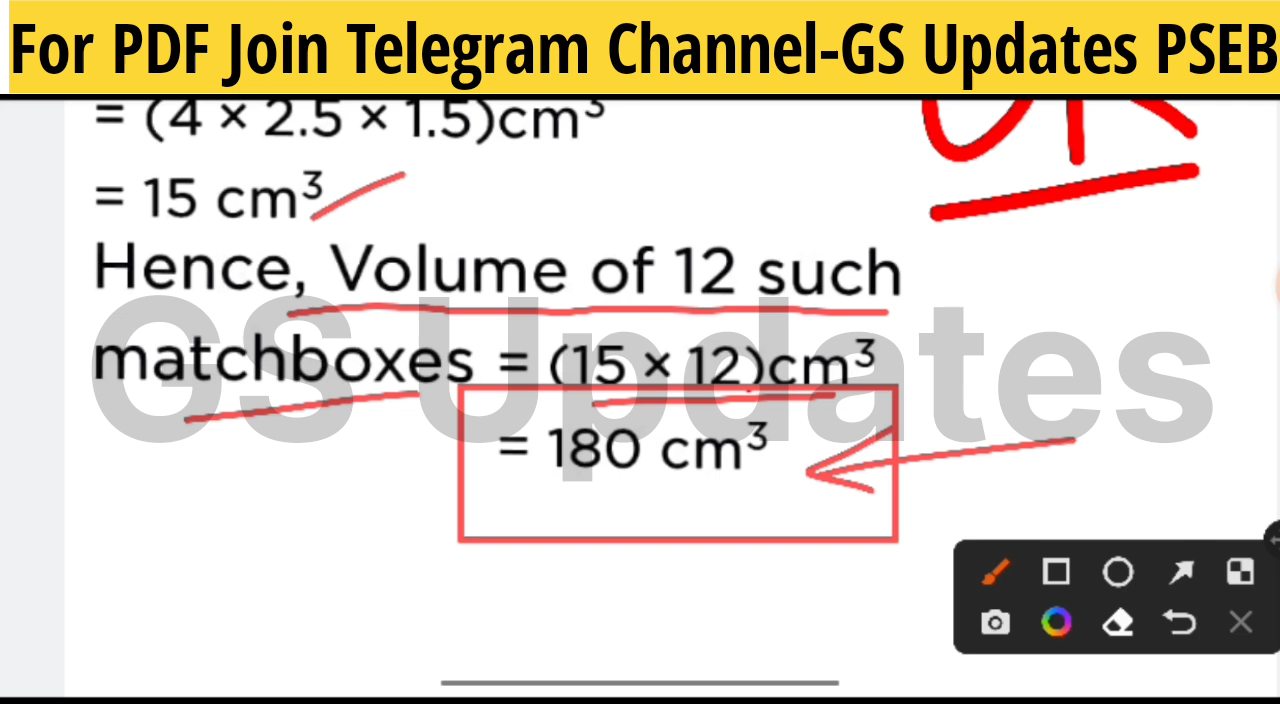 For PDF Join Telegram Channel-GS Updates PSEB
= (4 × 2.5 × 1.5)cm³
= 15 cm³
Hence, Volume of 12 such
matchboxes = (15 × 12)cm³
= 180 cm³
GS Updates